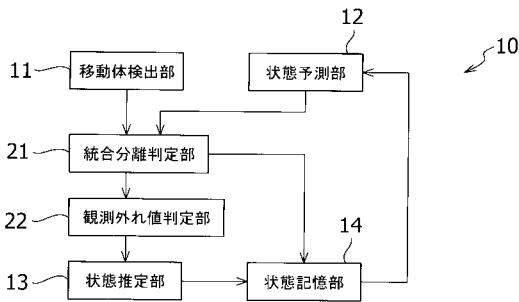 12
10
11
移動体検出部
状態予測部
21
統合分離判定部
22
観測外れ値判定部
14
13
状態推定部
状態記憶部